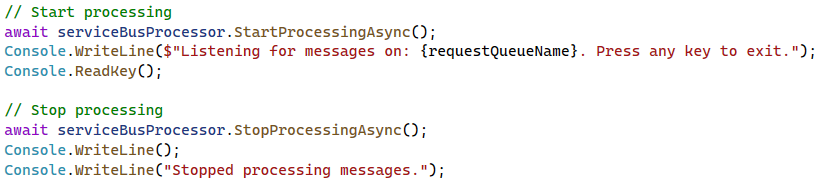 // Start processing
await serviceBusProcessor.StartProcessingAsync();
Console.WriteLine($"Listening for messages on: {requestQueueName}. Press any key to exit.");
Console.ReadKey();

// Stop processing
await serviceBusProcessor.StopProcessingAsync();
Console.WriteLine();
Console.WriteLine("Stopped processing messages.");